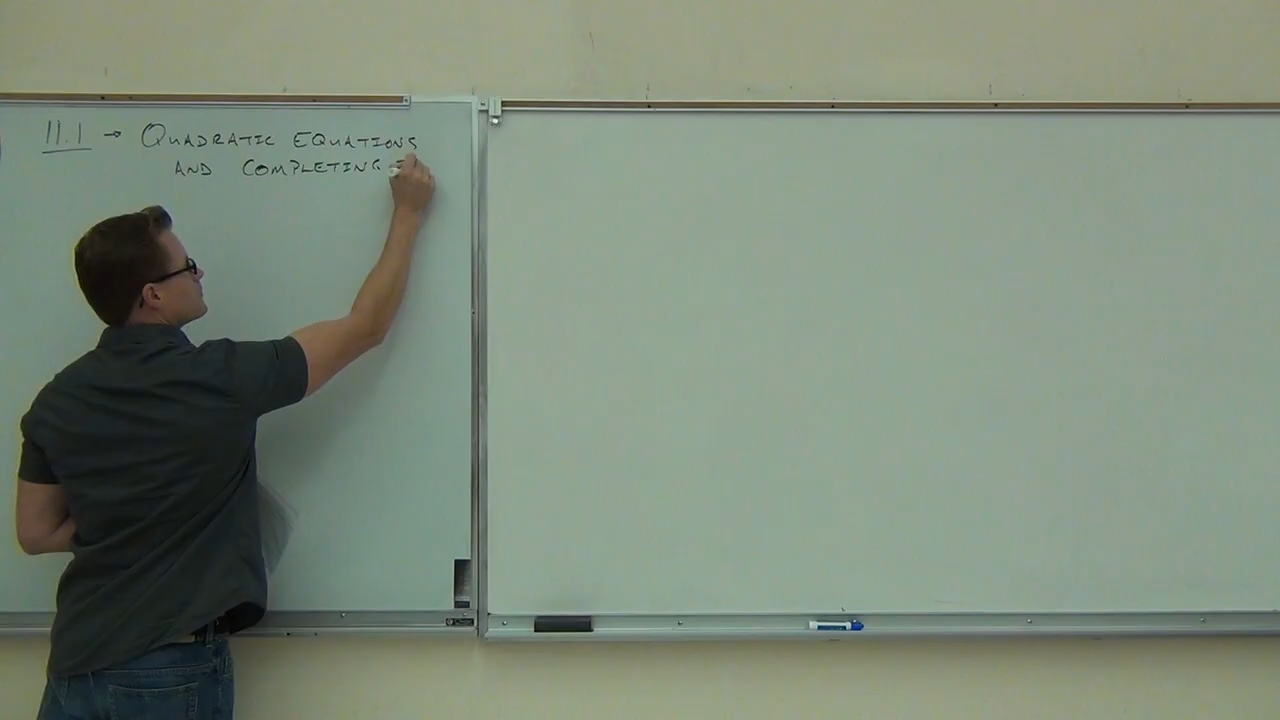 11.1 → QUADRATIC EQUATIONS
AND COMPLETING